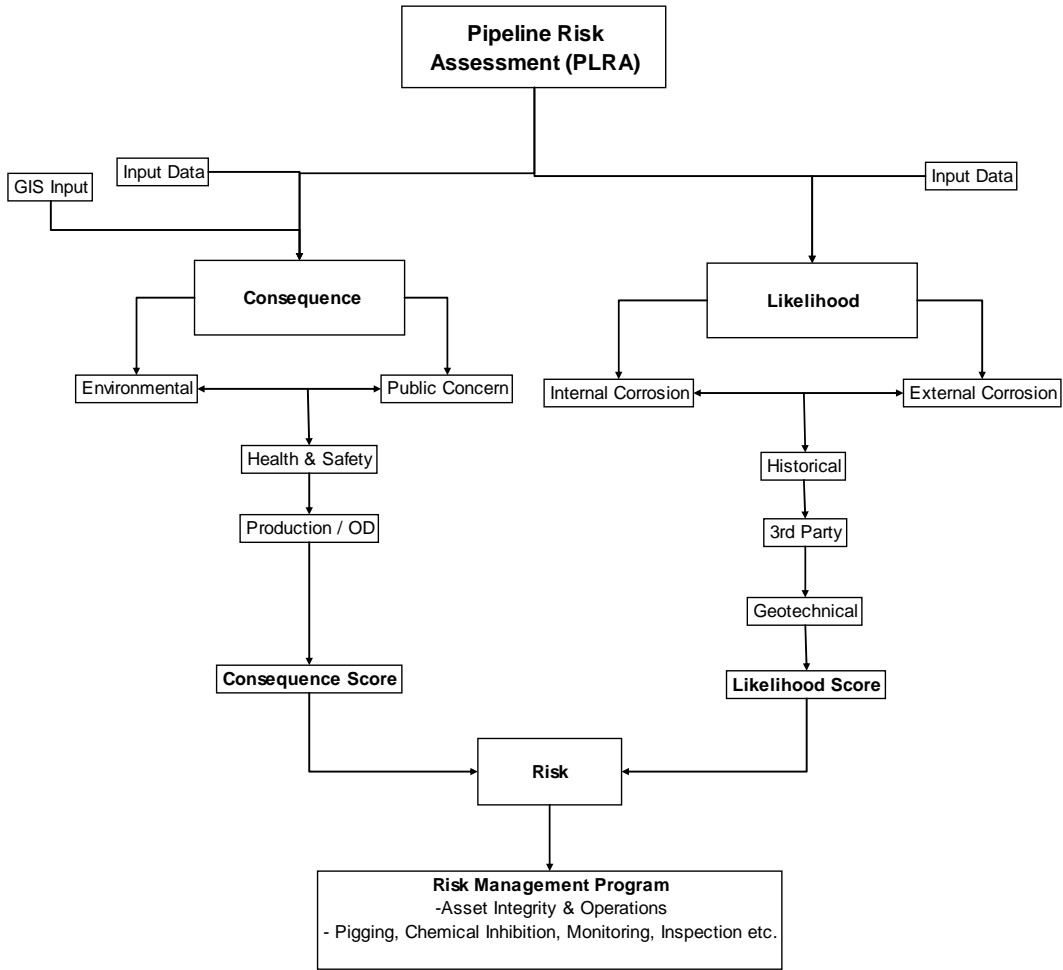 Pipeline Risk
Assessment (PLRA)
Input Data
GIS Input
Input Data
Consequence
Likelihood
Environmental
Public Concern
Internal Corrosion
External Corrosion
Health & Safety
Historical
Production / OD
3rd Party
Geotechnical
Consequence Score
Likelihood Score
Risk
Risk Management Program
-Asset Integrity & Operations
- Pigging, Chemical Inhibition, Monitoring, Inspection etc.